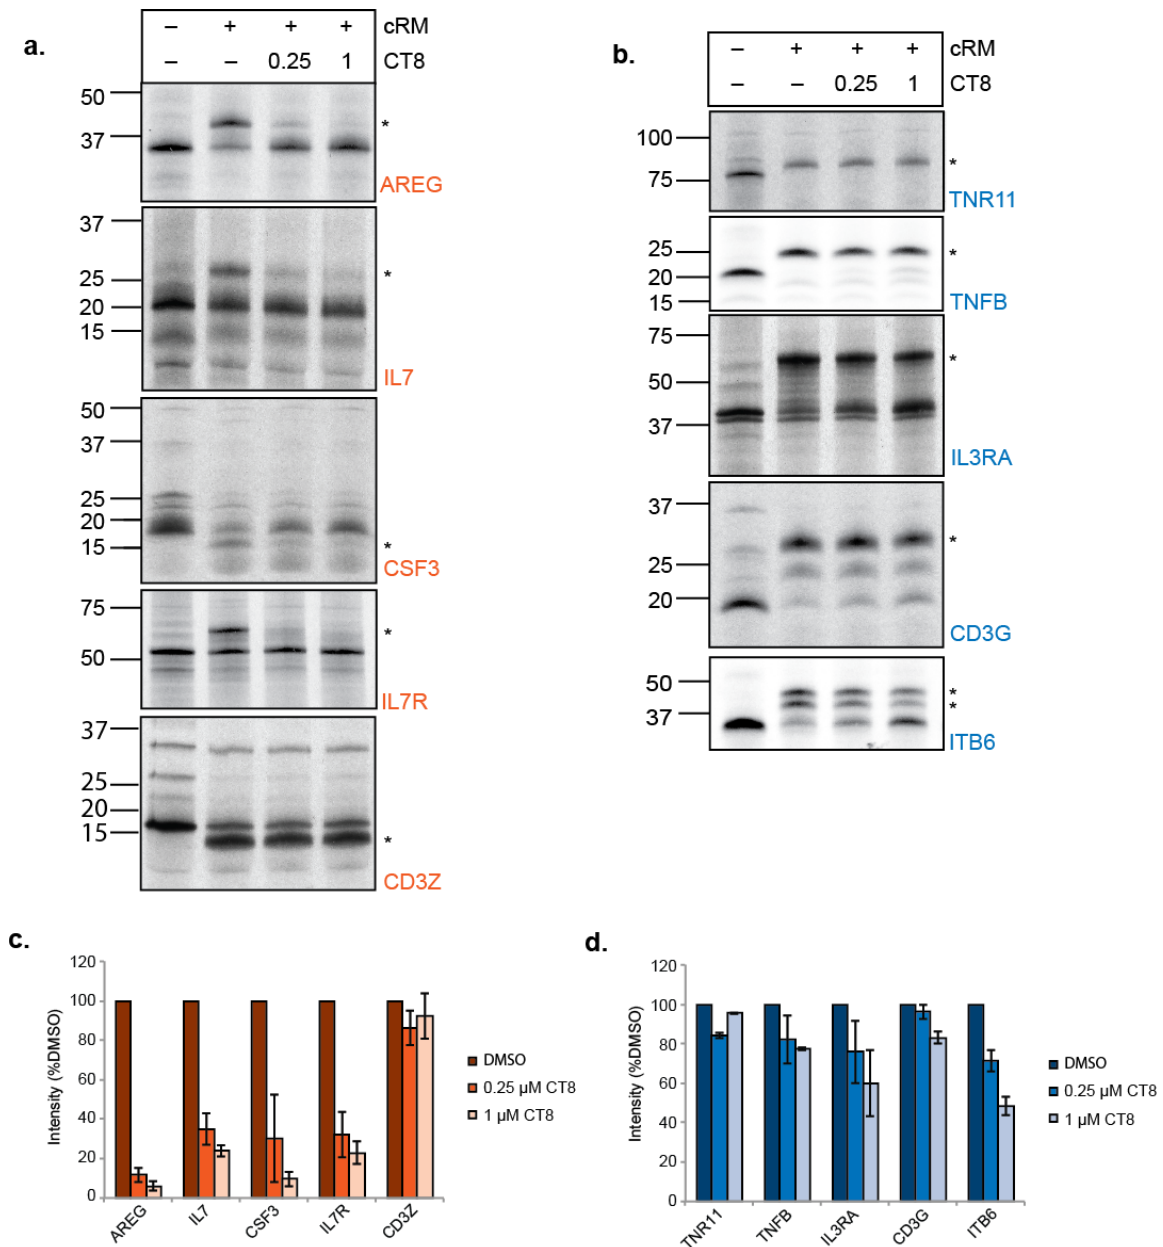 a.
– + + + cRM
– – 0.25 1 CT8
50
37
*
AREG
37
25
20
15
*
IL7
50
37
25
20
15
*
CSF3
75
50
*
IL7R
37
25
20
15
*
CD3Z
b.
– + + + cRM
– – 0.25 1 CT8
100
75
*
TNR11
25
20
15
*
TNFB
75
50
37
*
IL3RA
37
25
20
*
CD3G
50
37
*
*
ITB6
c.
Intensity (%DMSO)
120
100
80
60
40
20
0
AREG IL7 CSF3 IL7R CD3Z
DMSO
0.25 µM CT8
1 µM CT8
d.
Intensity (%DMSO)
120
100
80
60
40
20
0
TNR11 TNFB IL3RA CD3G ITB6
DMSO
0.25 µM CT8
1 µM CT8